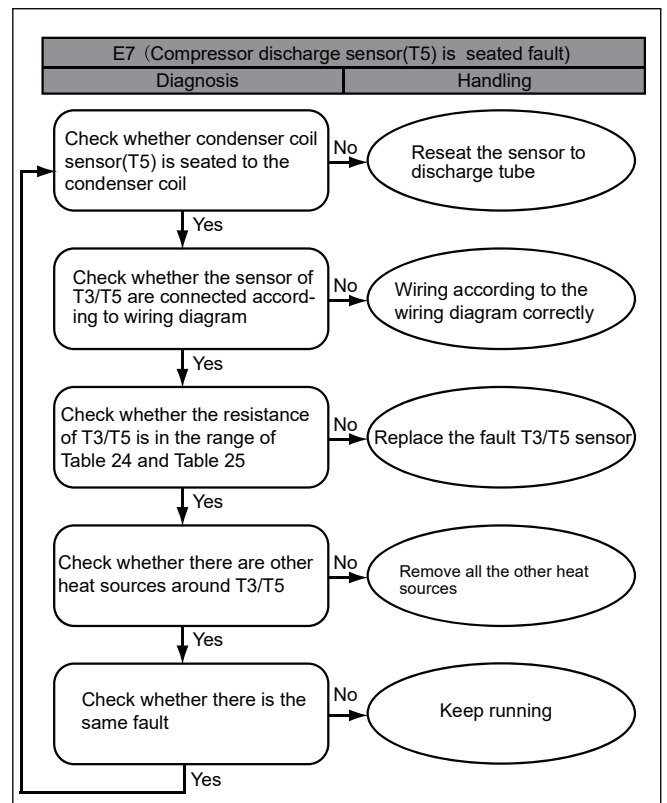 E7（Compressor discharge sensor(T5) is seated fault)
Diagnosis
Handling
Check whether condenser coil
sensor(T5) is seated to the
condenser coil
No
Reseat the sensor to
discharge tube
Yes
Check whether the sensor of
T3/T5 are connected accord-
ing to wiring diagram
No
Wiring according to the
wiring diagram correctly
Yes
Check whether the resistance
of T3/T5 is in the range of
Table 24 and Table 25
No
Replace the fault T3/T5 sensor
Yes
Check whether there are other
heat sources around T3/T5
No
Remove all the other heat
sources
Yes
Check whether there is the
same fault
No
Keep running
Yes